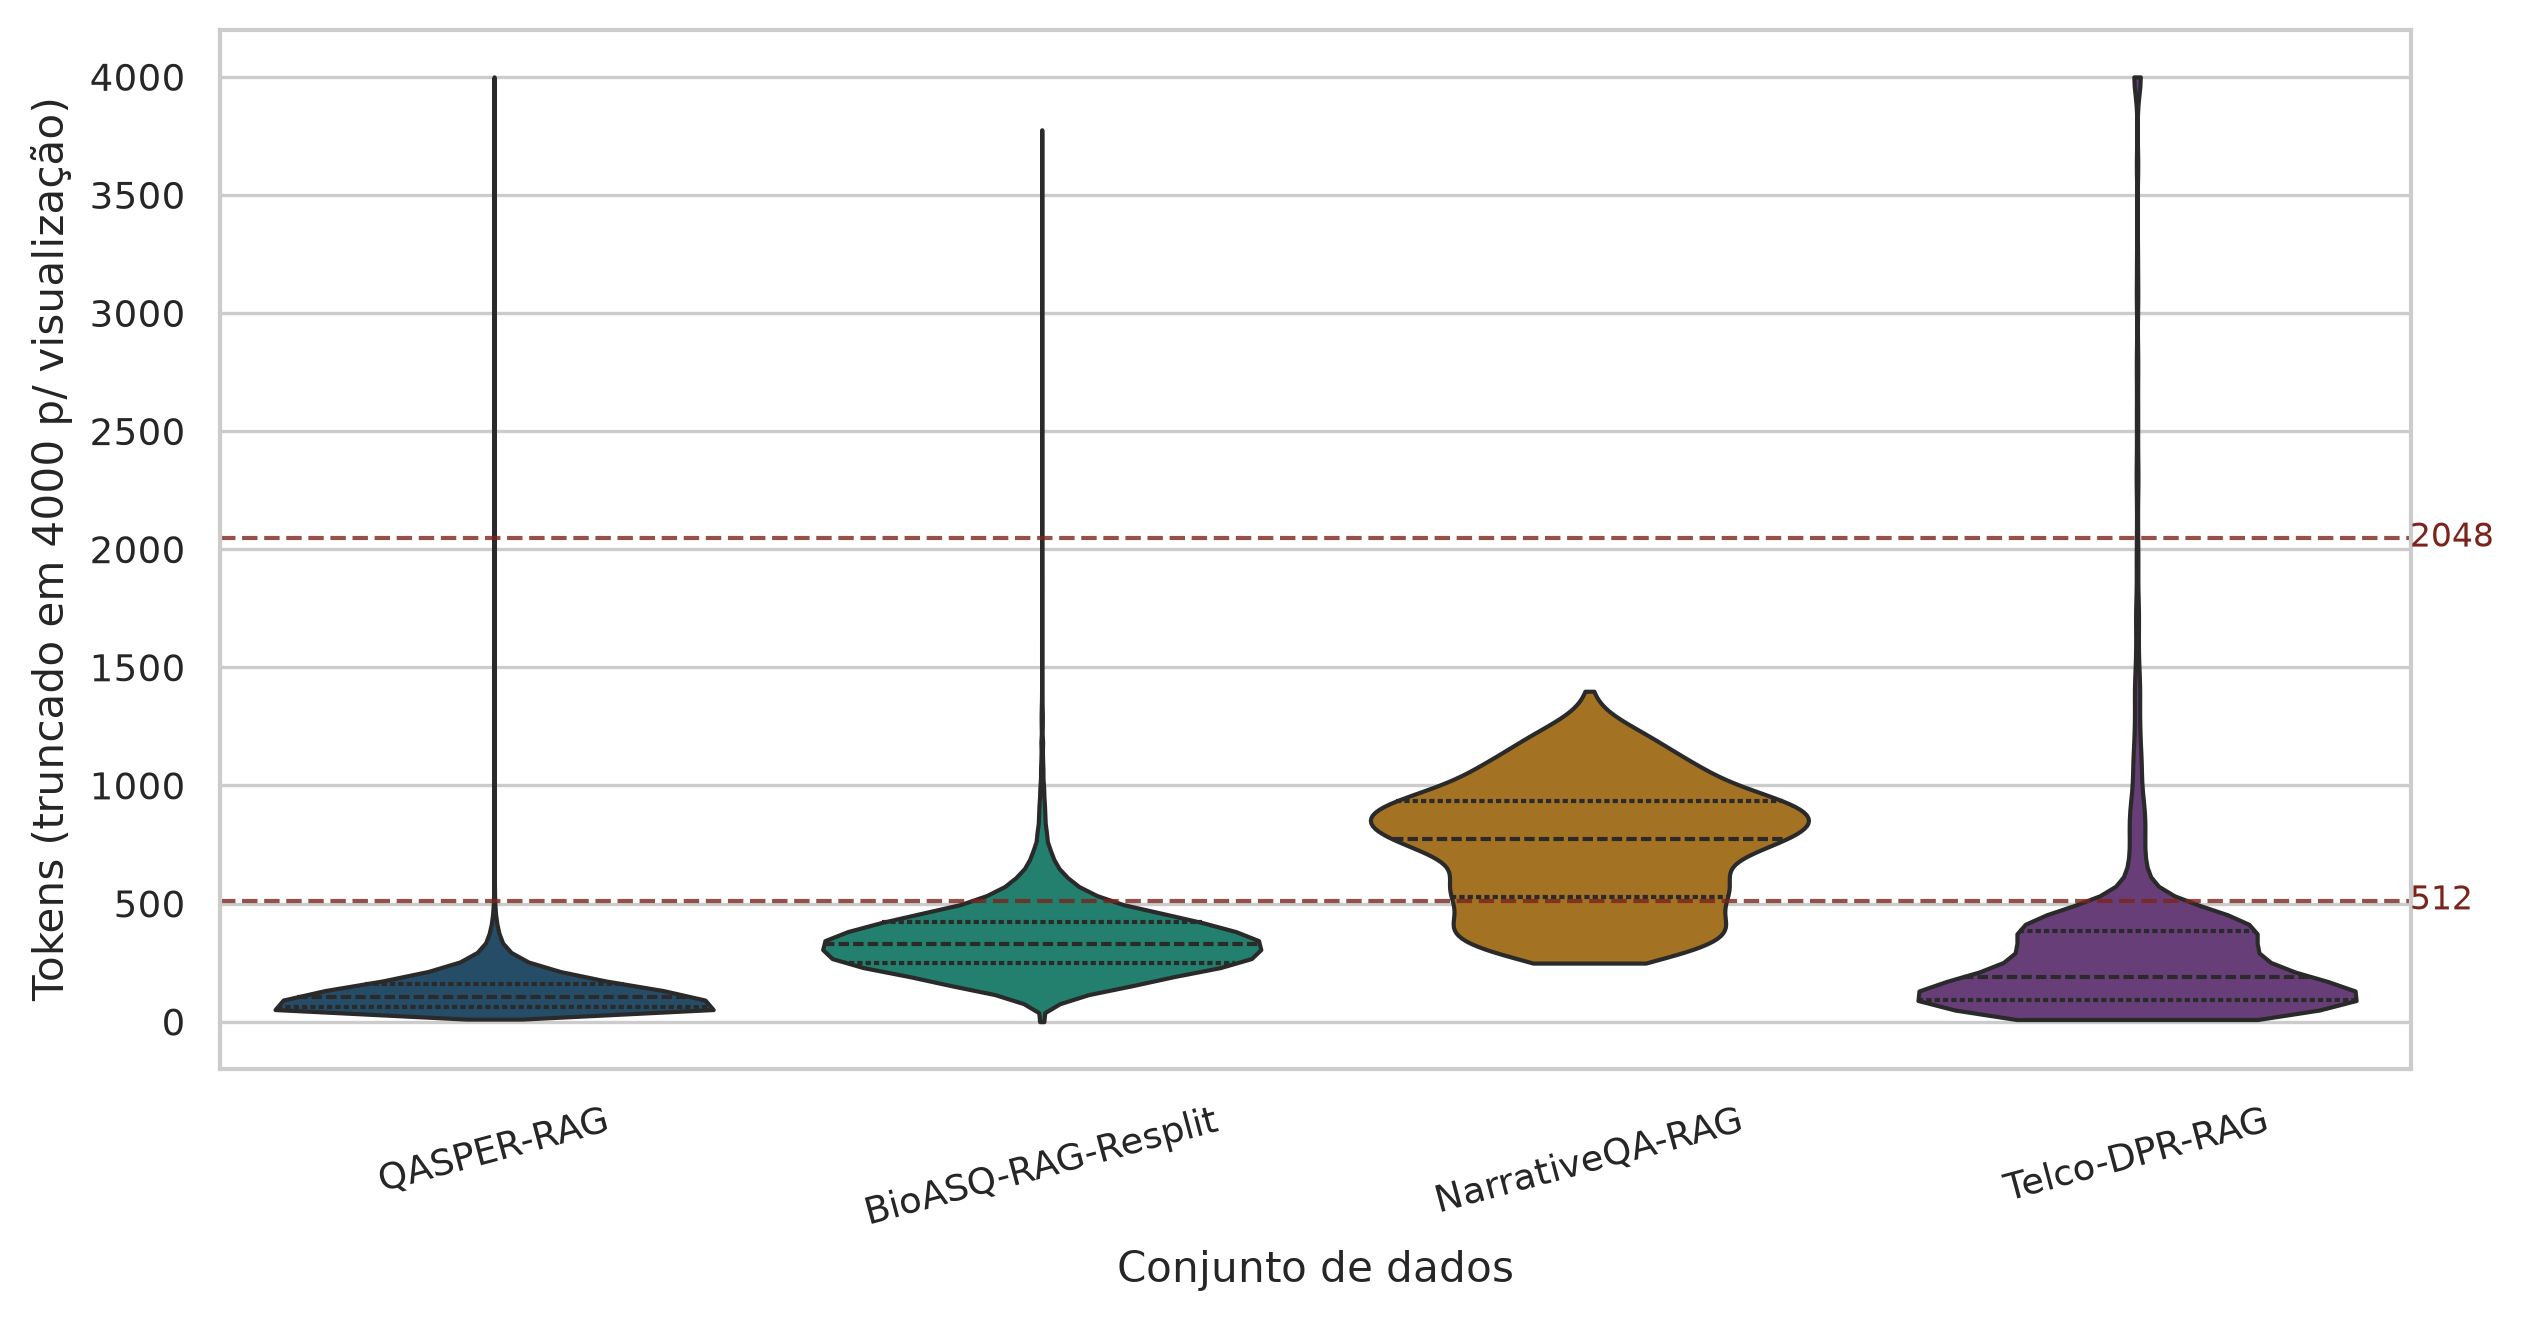 Tokens (truncado em 4000 p/ visualização)
4000
3500
3000
2500
2000
1500
1000
500
0
2048
512
QASPER-RAG
BioASQ-RAG-Resplit
NarrativeQA-RAG
Telco-DPR-RAG
Conjunto de dados